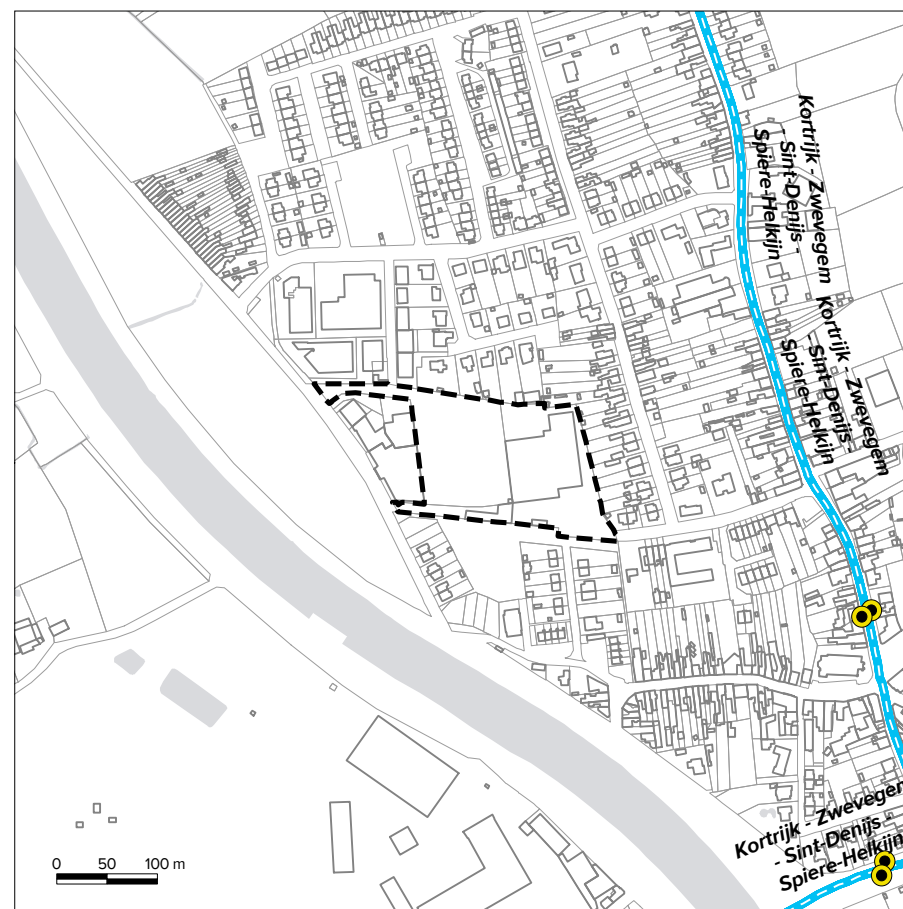 Kortrijk - Zwevegem
- Sint-Denijs -
Spiere-Helkijn
Kortrijk - Zwevegem
- Sint-Denijs -
Spiere-Helkijn
Kortrijk - Zwevegem
- Sint-Denijs -
Spiere-Helkijn
0 50 100 m